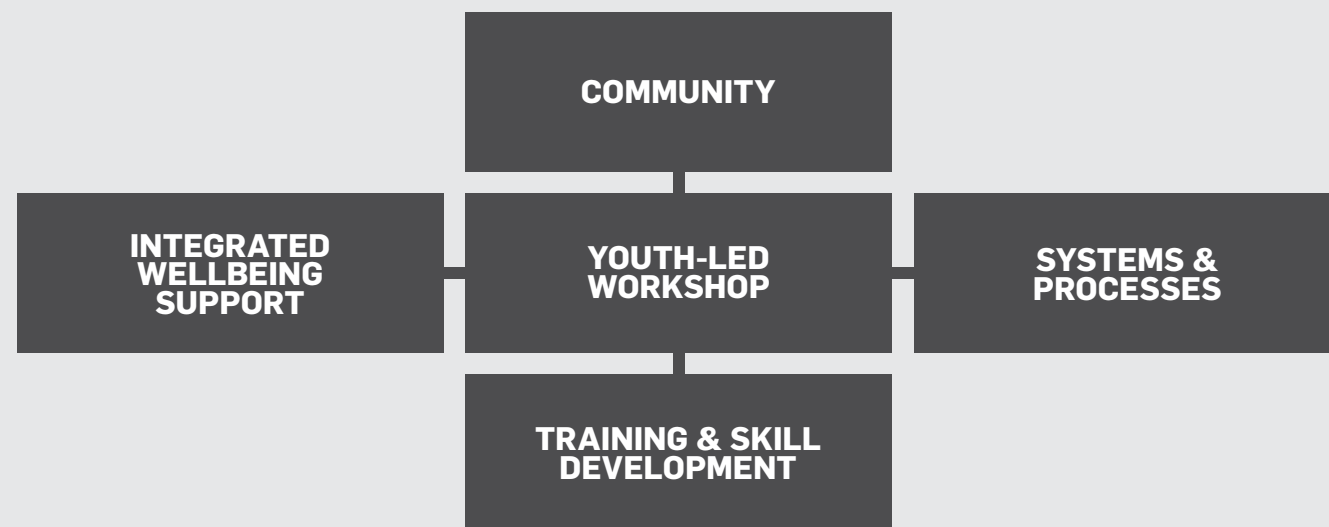 COMMUNITY
INTEGRATED
WELLBEING
SUPPORT
YOUTH-LED
WORKSHOP
SYSTEMS &
PROCESSES
TRAINING & SKILL
DEVELOPMENT